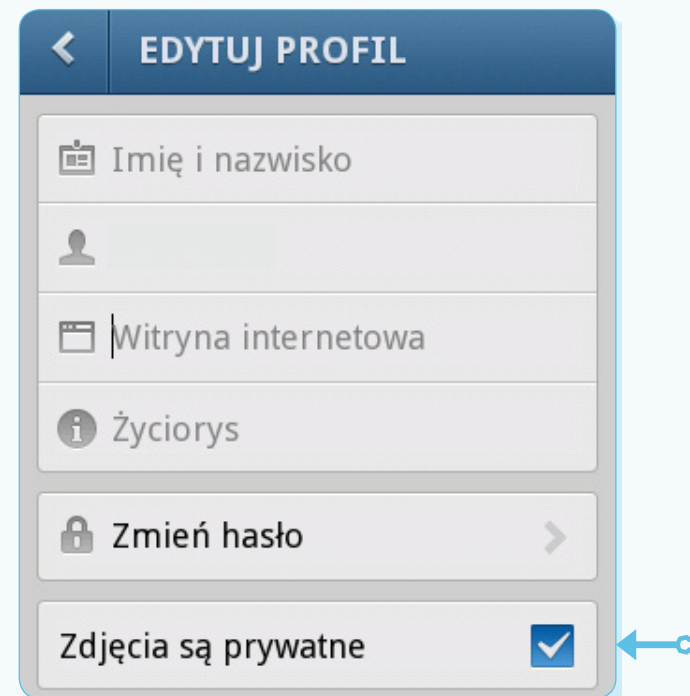 EDYTUJ PROFIL
Imię i nazwisko
Witryna internetowa
Życiorys
Zmień hasło
Zdjęcia są prywatne